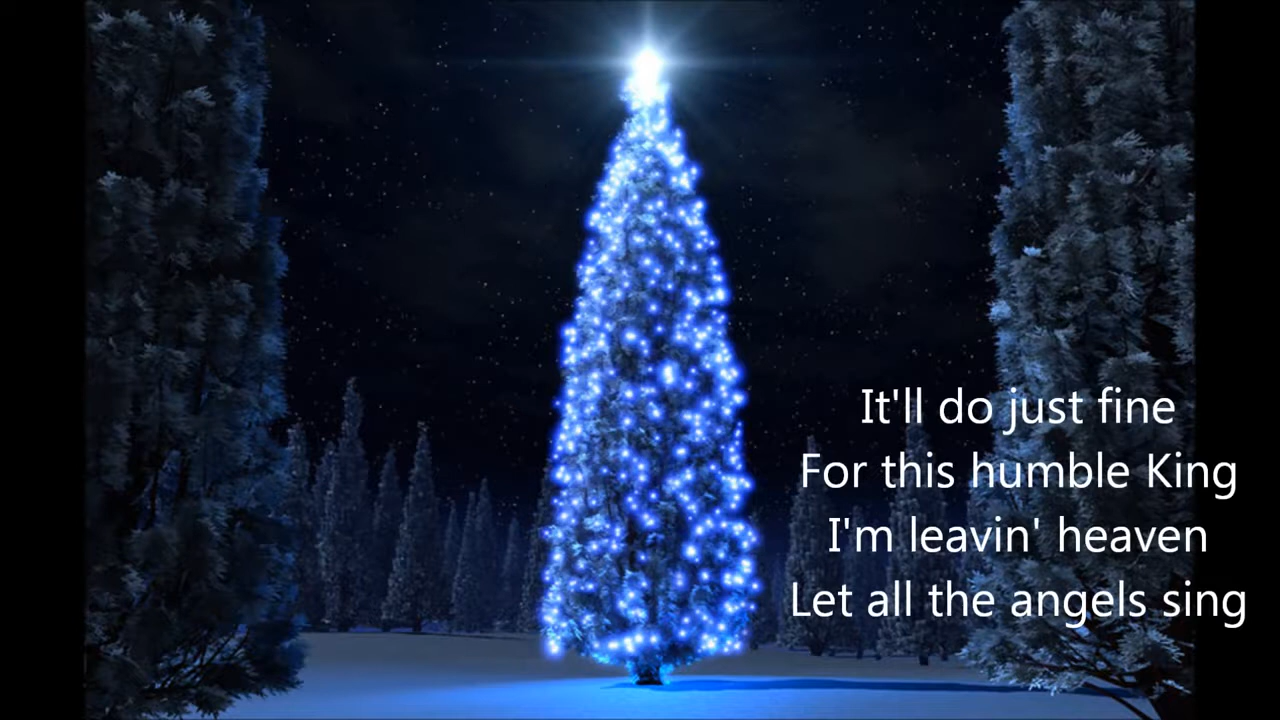 It'll do just fine
For this humble King
I'm leavin' heaven
Let all the angels sing